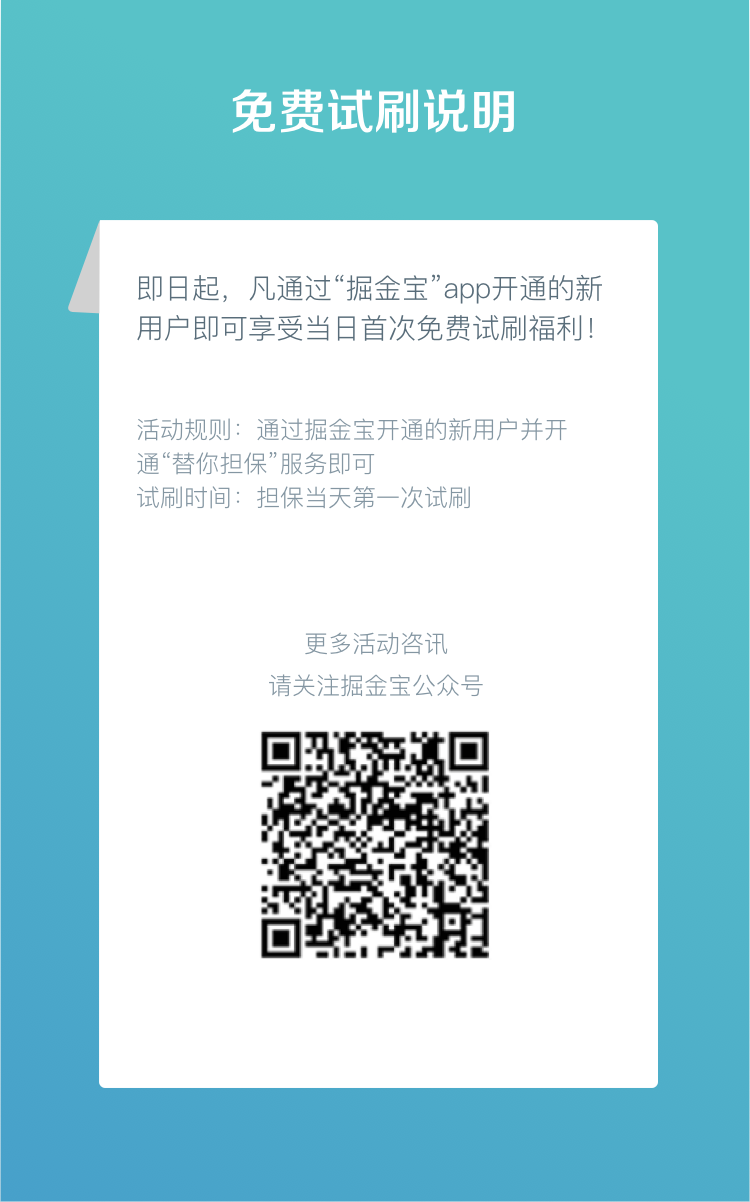 免费试刷说明
即日起，凡通过“掘金宝”app开通的新
用户即可享受当日首次免费试刷福利！
活动规则：通过掘金宝开通的新用户并开
通“替你担保”服务即可
试刷时间：担保当天第一次试刷
更多活动咨讯
请关注掘金宝公众号